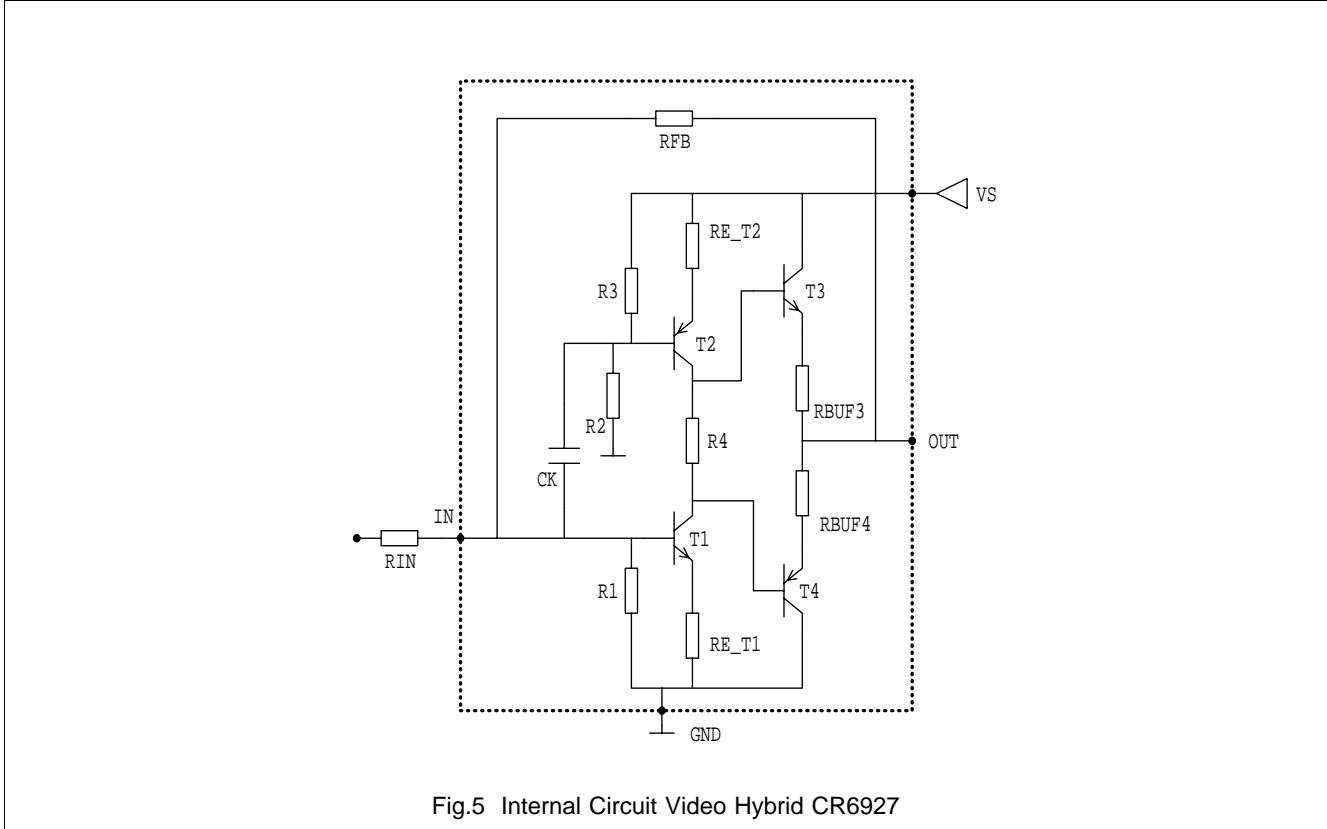 RFB
VS
RE_T2
R3
T3
T2
RBUF3
R2
R4
OUT
CK
RBUF4
IN
T1
RIN
R1
T4
RE_T1
GND
Fig.5 Internal Circuit Video Hybrid CR6927